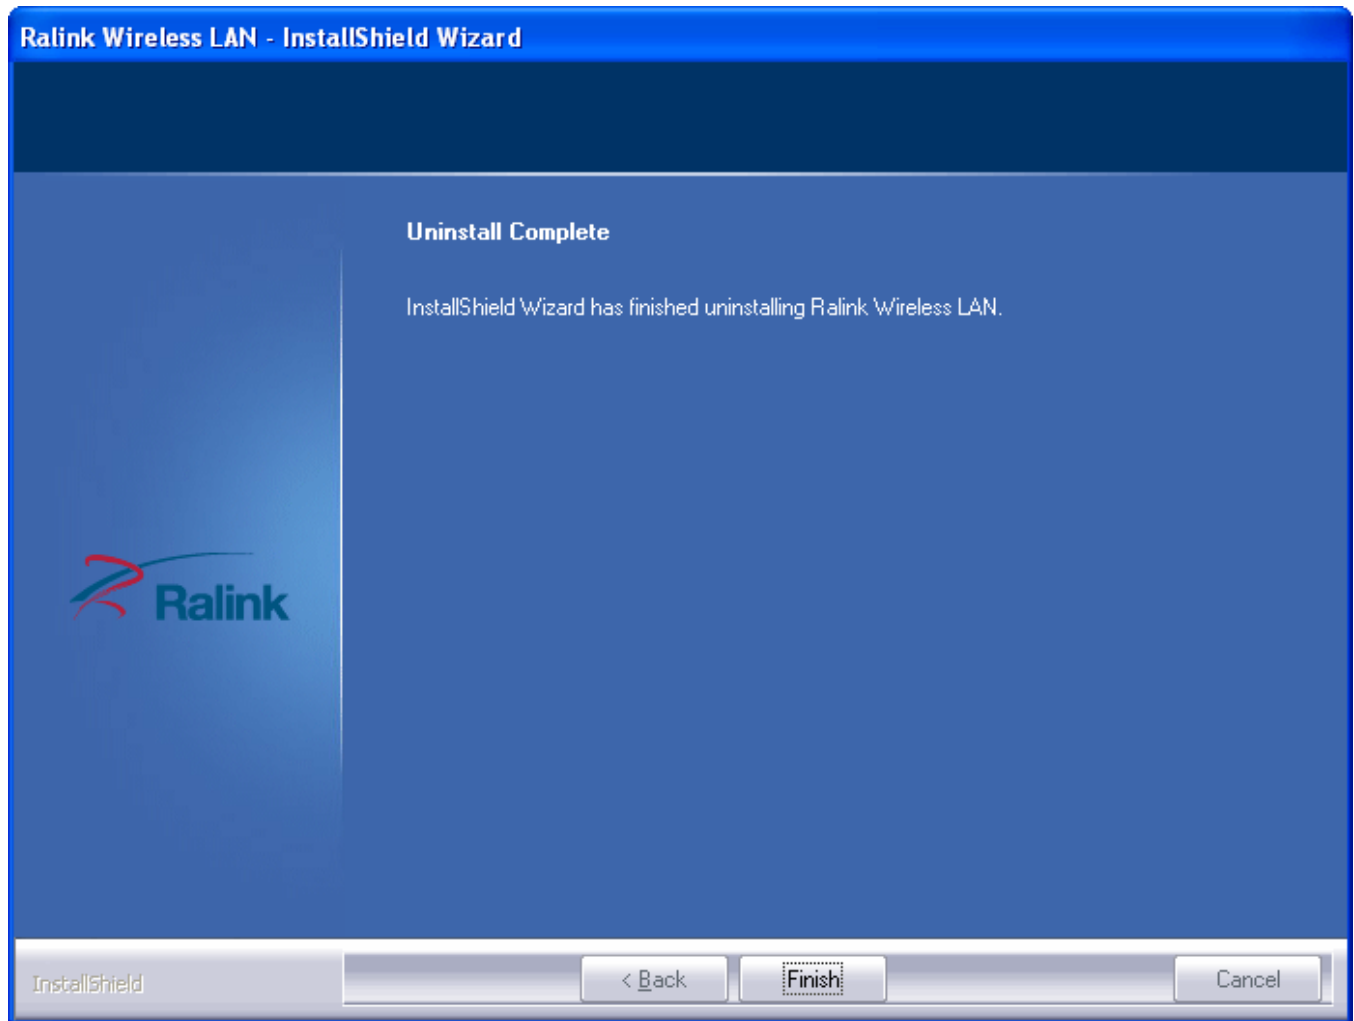 Ralink Wireless LAN - InstallShield Wizard
Uninstall Complete
InstallShield Wizard has finished uninstalling Ralink Wireless LAN.
Ralink
InstallShield
< Back
Finish
Cancel